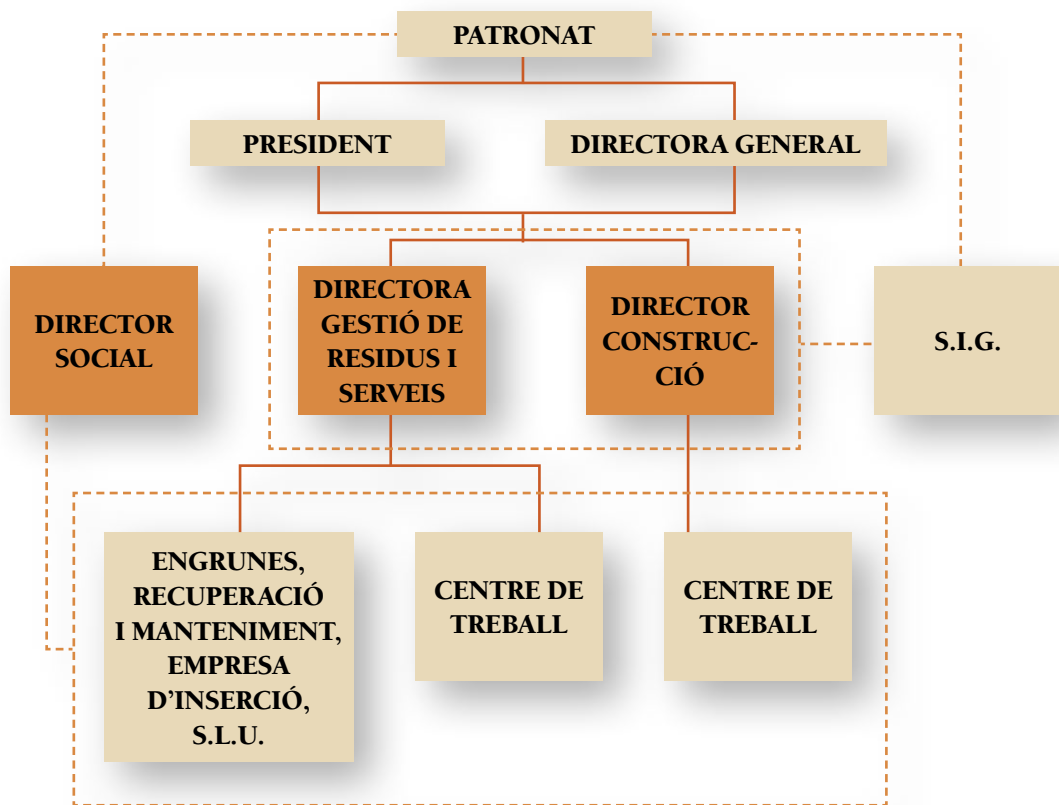 PATRONAT
PRESIDENT
DIRECTORA GENERAL
DIRECTOR
SOCIAL
DIRECTORA
GESTIÓ DE
RESIDUS I
SERVEIS
DIRECTOR
CONSTRUC-
CIÓ
S.I.G.
ENGRUNES,
RECUPERACIÓ
I MANTENIMENT,
EMPRESA
D'INSERCIÓ,
S.L.U.
CENTRE DE
TREBALL
CENTRE DE
TREBALL